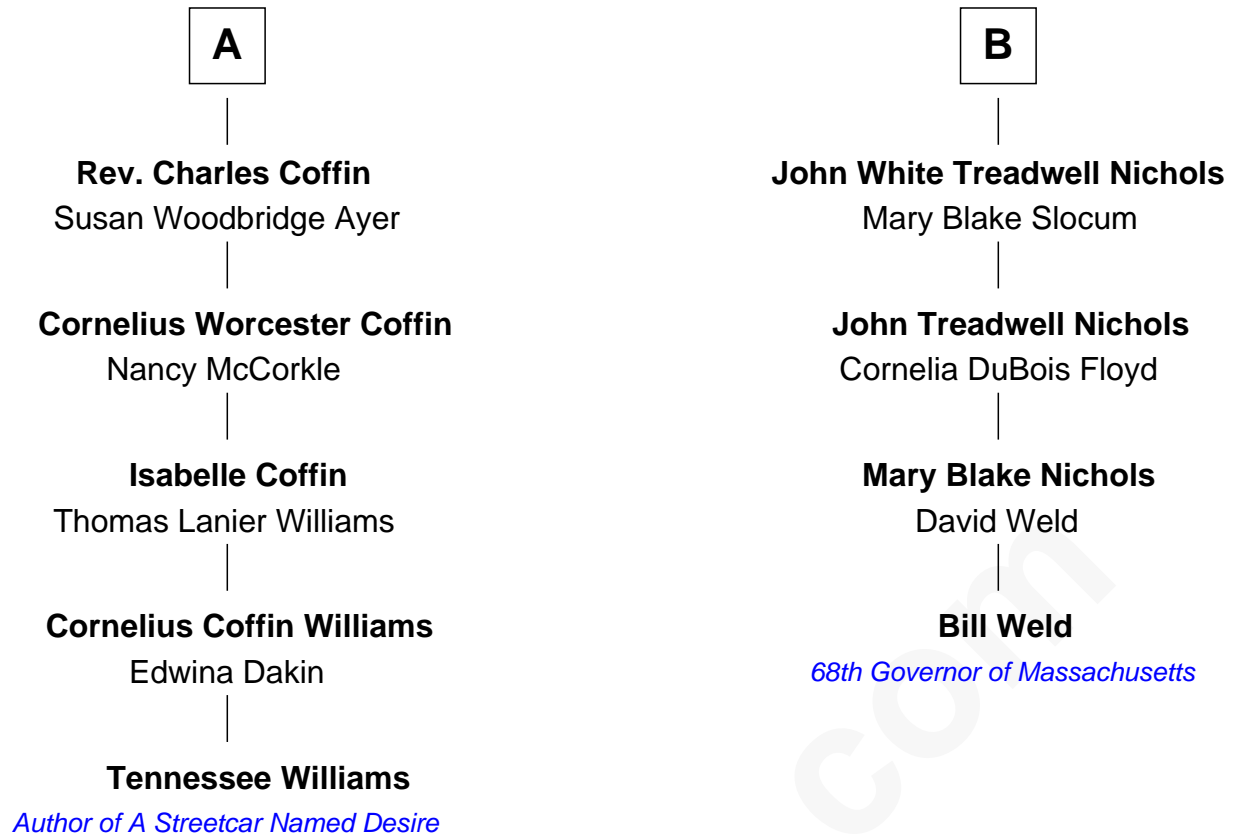 A
Rev. Charles Coffin
Susan Woodbridge Ayer
Cornelius Worcester Coffin
Nancy McCorkle
Isabelle Coffin
Thomas Lanier Williams
Cornelius Coffin Williams
Edwina Dakin
Tennessee Williams
Author of A Streetcar Named Desire
B
John White Treadwell Nichols
Mary Blake Slocum
John Treadwell Nichols
Cornelia DuBois Floyd
Mary Blake Nichols
David Weld
Bill Weld
68th Governor of Massachusetts
com